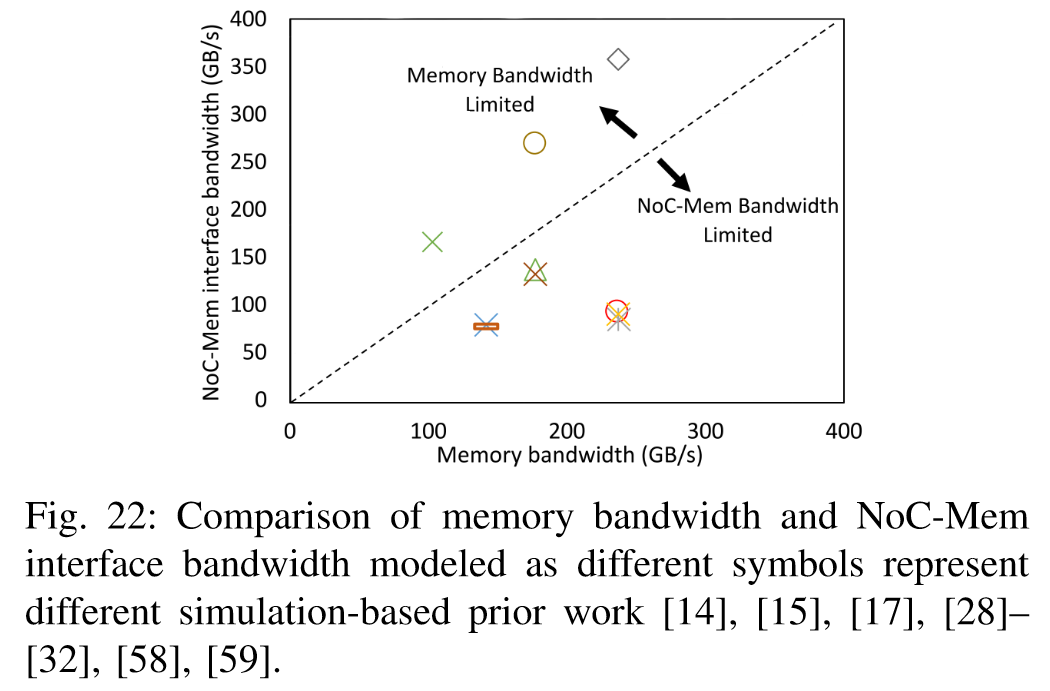 400
350
300
250
200
150
100
50
0
NoC-Mem interface bandwidth (GB/s)
Memory Bandwidth
Limited
NoC-Mem Bandwidth
Limited
0 100 200 300 400
Memory bandwidth (GB/s)
Fig. 22: Comparison of memory bandwidth and NoC-Mem
interface bandwidth modeled as different symbols represent
different simulation-based prior work [14], [15], [17], [28]–
[32], [58], [59].